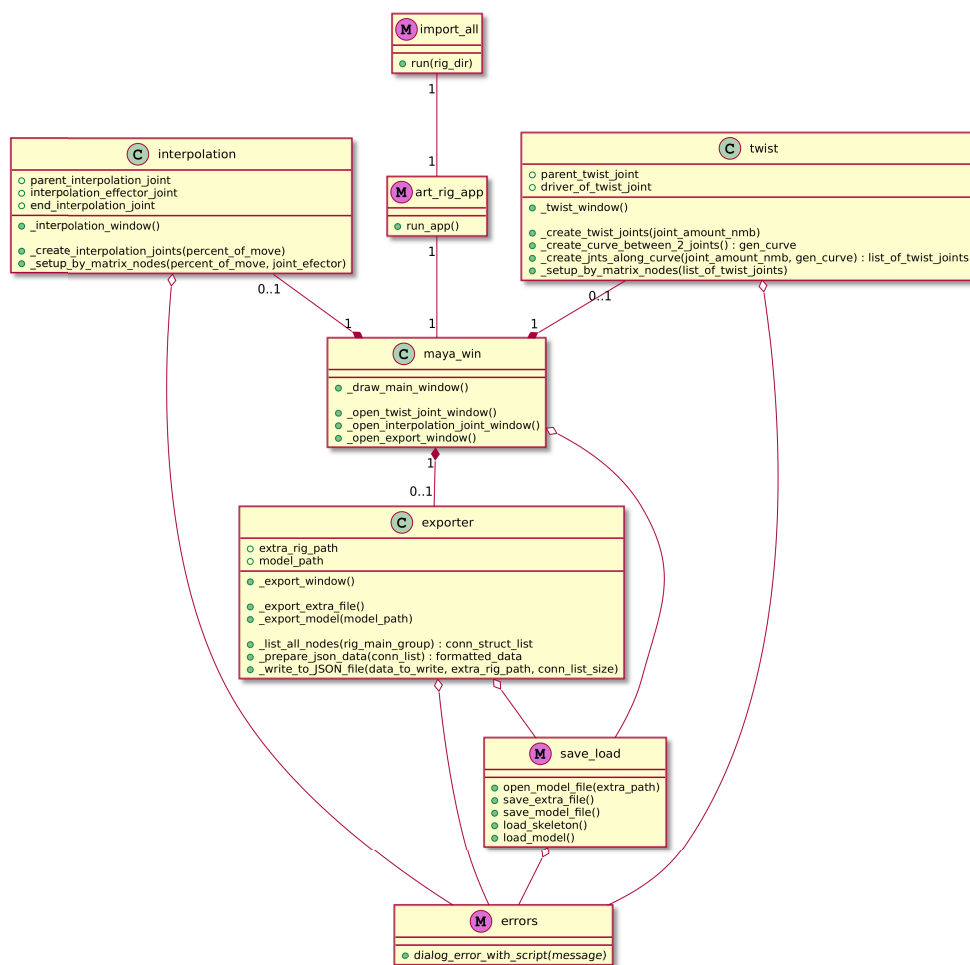 M import_all
run(rig_dir)
1
1
M art_rig_app
run_app()
1
1
C interpolation
parent_interpolation_joint
interpolation_effector_joint
end_interpolation_joint
_interpolation_window()
_create_interpolation_joints(percent_of_move)
_setup_by_matrix_nodes(percent_of_move, joint_efector)
0..1
1
C twist
parent_twist_joint
driver_of_twist_joint
_twist_window()
_create_twist_joints(joint_amount_nmb)
_create_curve_between_2_joints() : gen_curve
_create_jnts_along_curve(joint_amount_nmb, gen_curve) : list_of_twist_joints
_setup_by_matrix_nodes(list_of_twist_joints)
0..1
1
C maya_win
_draw_main_window()
_open_twist_joint_window()
_open_interpolation_joint_window()
_open_export_window()
1
0..1
C exporter
extra_rig_path
model_path
_export_window()
_export_extra_file()
_export_model(model_path)
_list_all_nodes(rig_main_group) : conn_struct_list
_prepare_json_data(conn_list) : formatted_data
_write_to_JSON_file(data_to_write, extra_rig_path, conn_list_size)
M save_load
open_model_file(extra_path)
save_extra_file()
save_model_file()
load_skeleton()
load_model()
M errors
dialog_error_with_script(message)